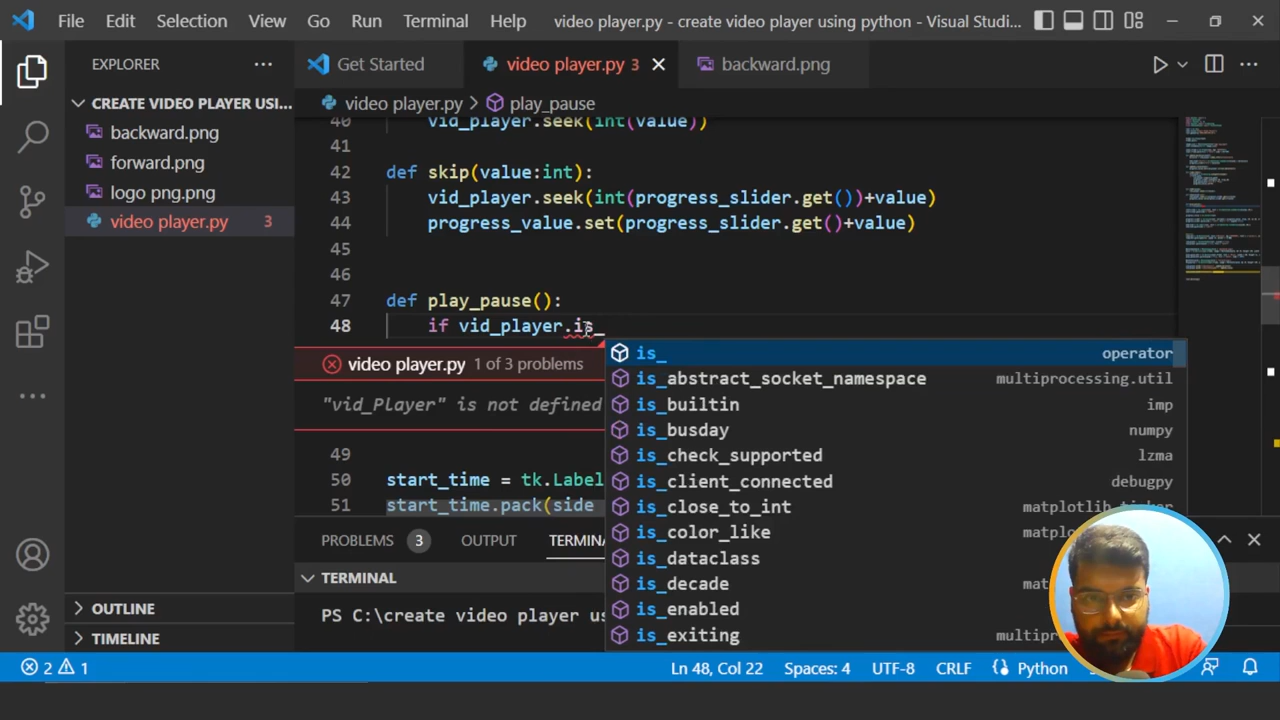 File Edit Selection View Go Run Terminal Help video player.py - create video player using python - Visual Studi...
EXPLORER
Get Started
video player.py 3
backward.png
CREATE VIDEO PLAYER USI...
video player.py > play_pause
backward.png
forward.png
logo png.png
video player.py 3
40 vid_player.seek(int(value))
41
42 def skip(value:int):
43 vid_player.seek(int(progress_slider.get())+value)
44 progress_value.set(progress_slider.get()+value)
45
46
47 def play_pause():
48 if vid_player.is_
video player.py 1 of 3 problems
"vid_Player" is not defined
is_ operator
is_abstract_socket_namespace multiprocessing.util
is_builtin imp
is_busday numpy
is_check_supported lzma
is_client_connected debugpy
is_close_to_int
is_color_like
is_dataclass
is_decade
is_enabled
is_exiting
49
50 start_time = tk.Label
51 start_time.pack(side
PROBLEMS 3 OUTPUT
TERMINAL
PS C:\create video player
OUTLINE
TIMELINE
2 1 Ln 48, Col 22 Spaces: 4 UTF-8 CRLF Python